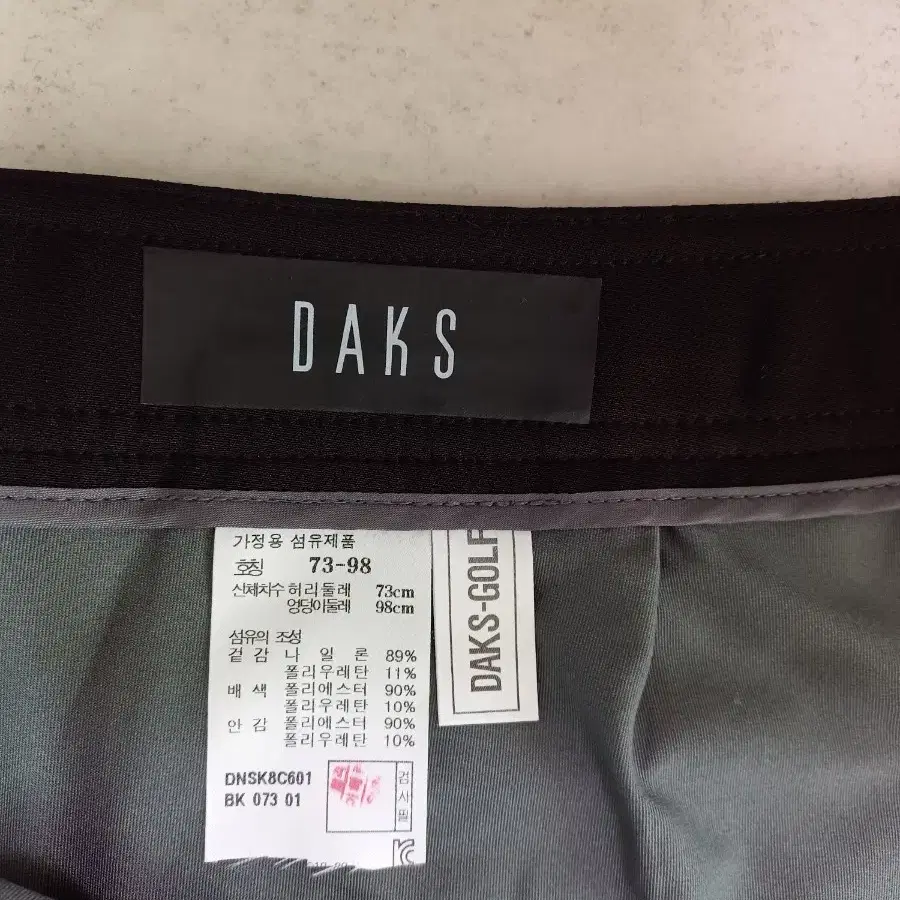 DAKS
가정용 섬유제품
호칭 73-98
신체치수 허리둘레 73cm
엉덩이둘레 98cm
섬유의 조성
겉감 나일론 89%
폴리우레탄 11%
배색 폴리에스터 90%
폴리우레탄 10%
안감 폴리에스터 90%
폴리우레탄 10%
DNSK8C601
BK 073 01
검사필
DAKS-GOLF